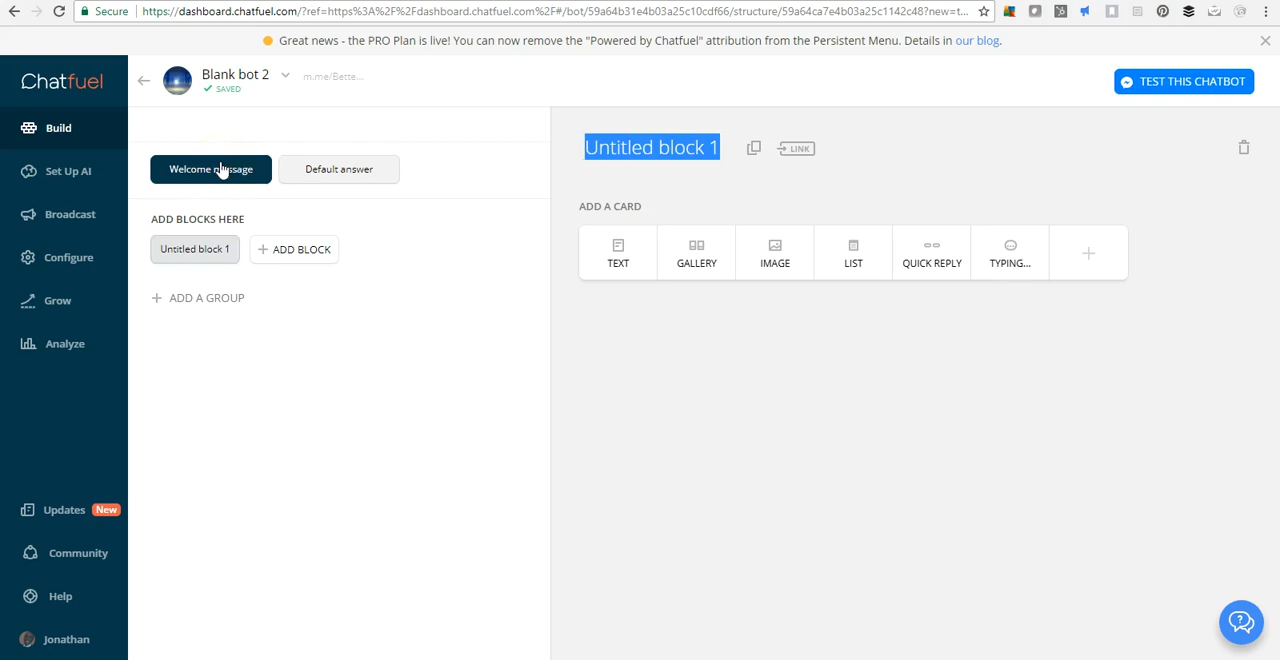 Secure
https://dashboard.chatfuel.com/?ref=https%3A%2F%2Fdashboard.chatfuel.com%2F#/bot/59a64b31e4b03a25c10cdf66/structure/59a64ca7e4b03a25c1142c48?new=t...
Great news - the PRO Plan is live! You can now remove the "Powered by Chatfuel" attribution from the Persistent Menu. Details in our blog.
Chatfuel
Blank bot 2
m.me/Bette...
SAVED
TEST THIS CHATBOT
Build
Set Up AI
Broadcast
Configure
Grow
Analyze
Updates New
Community
Help
Jonathan
Welcome message
Default answer
ADD BLOCKS HERE
Untitled block 1
+ ADD BLOCK
+ ADD A GROUP
Untitled block 1
LINK
ADD A CARD
TEXT
GALLERY
IMAGE
LIST
QUICK REPLY
TYPING...
+